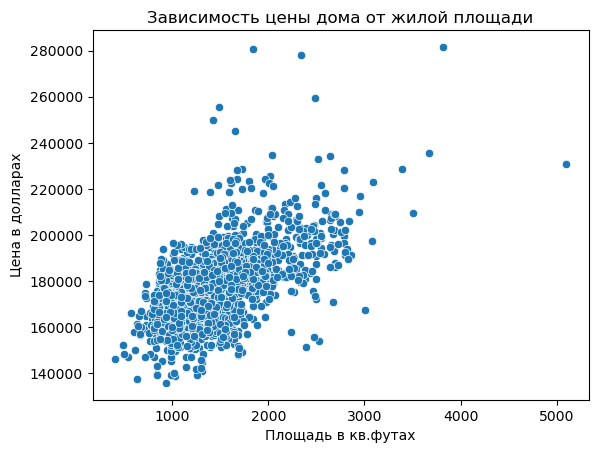 Зависимость цены дома от жилой площади
280000
260000
240000
220000
200000
180000
160000
140000
Цена в долларах
1000 2000 3000 4000 5000
Площадь в кв.футах